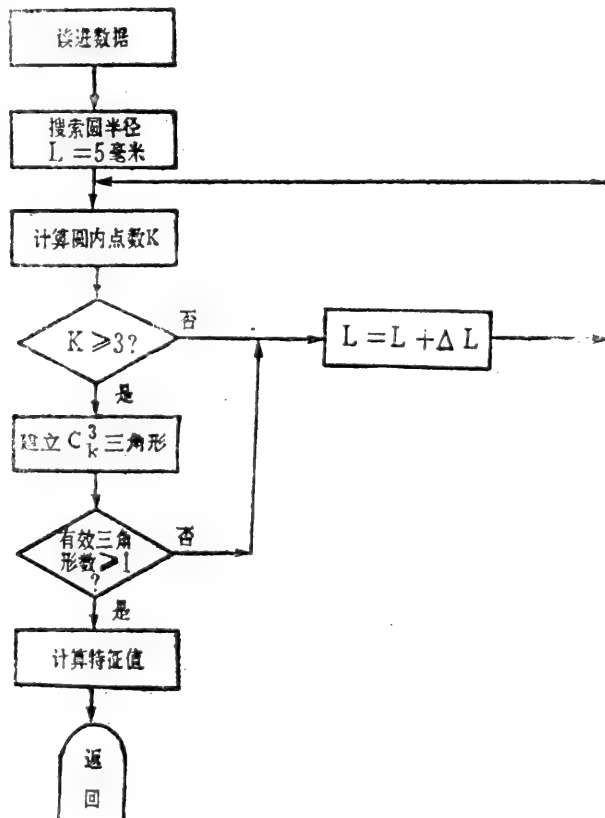 读进数据
搜索圆半径
L=5毫米
计算圆内点数K
K≥3?
否
L=L+ΔL
是
建立C³ₖ三角形
有效三角
形数≥1
?
否
是
计算特征值
返
回